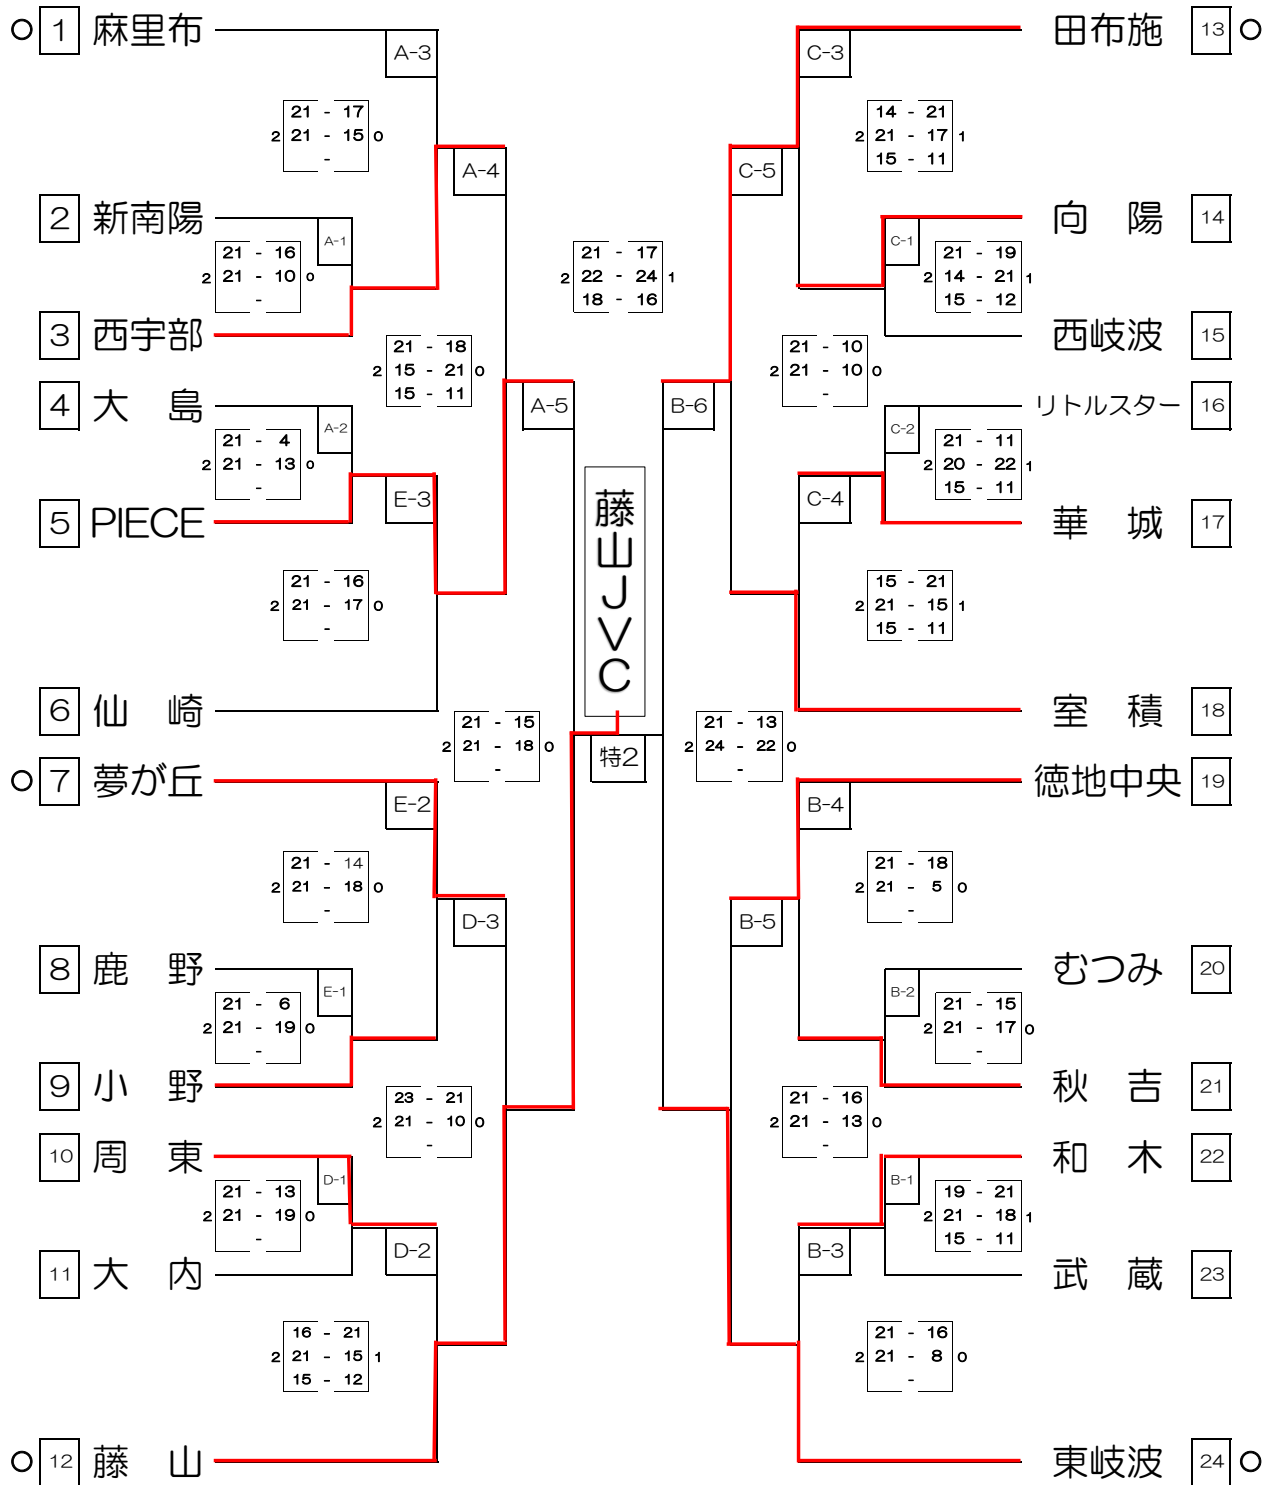 1 麻里布
A-3
21 - 17
2 21 - 15 0
-
A-4
2 新南陽
A-1
21 - 16
2 21 - 10 0
-
3 西宇部
21 - 18
2 15 - 21 0
15 - 11
4 大 島
A-2
21 - 4
2 21 - 13 0
-
A-5
5 PIECE
E-3
21 - 16
2 21 - 17 0
-
6 仙 崎
21 - 15
2 21 - 18 0
-
7 夢が丘
E-2
21 - 14
2 21 - 18 0
-
D-3
8 鹿 野
E-1
21 - 6
2 21 - 19 0
-
9 小 野
23 - 21
2 21 - 10 0
-
10 周 東
D-1
21 - 13
2 21 - 19 0
-
11 大 内
D-2
16 - 21
2 21 - 15 1
15 - 12
12 藤 山
21 - 17
2 22 - 24 1
18 - 16
藤山JVC
特2
田布施 13
C-3
14 - 21
2 21 - 17 1
15 - 11
C-5
向 陽 14
C-1
21 - 19
2 14 - 21 1
15 - 12
西岐波 15
21 - 10
2 21 - 10 0
-
B-6
リトルスター 16
C-2
21 - 11
2 20 - 22 1
15 - 11
C-4
華 城 17
15 - 21
2 21 - 15 1
15 - 11
室 積 18
21 - 13
2 24 - 22 0
-
徳地中央 19
B-4
21 - 18
2 21 - 5 0
-
B-5
むつみ 20
B-2
21 - 15
2 21 - 17 0
-
秋 吉 21
21 - 16
2 21 - 13 0
-
和 木 22
B-1
19 - 21
2 21 - 18 1
15 - 11
B-3
武 蔵 23
21 - 16
2 21 - 8 0
-
東岐波 24